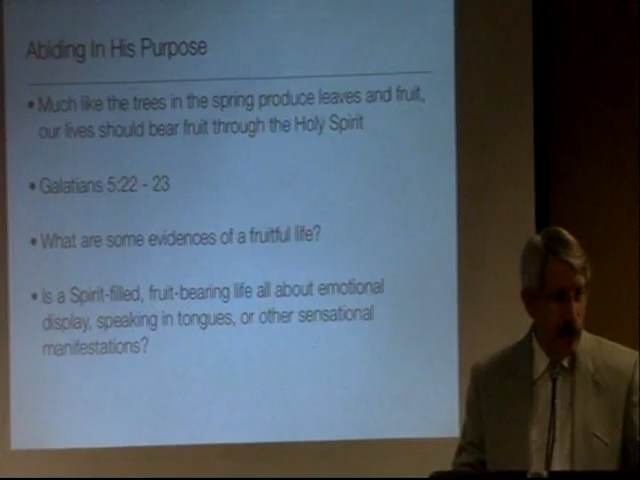 Abiding In His Purpose
• Much like the trees in the spring produce leaves and fruit,
our lives should bear fruit through the Holy Spirit
• Galatians 5:22 - 23
• What are some evidences of a fruitful life?
• Is a Spirit-filled, fruit-bearing life all about emotional
display, speaking in tongues, or other sensational
manifestations?